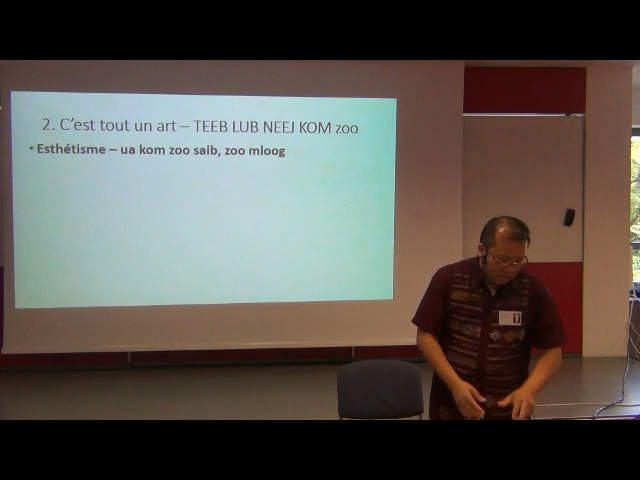 2. C’est tout un art – TEEB LUB NEEJ KOM zoo
• Esthétisme – ua kom zoo saib, zoo mloog